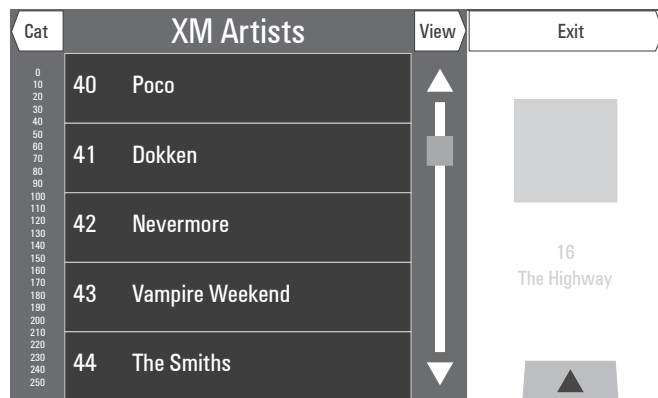 Cat
XM Artists
View
Exit
0
10
20
30
40
50
60
70
80
90
100
110
120
130
140
150
160
170
180
190
200
210
220
230
240
250
40 Poco
41 Dokken
42 Nevermore
43 Vampire Weekend
44 The Smiths
16
The Highway